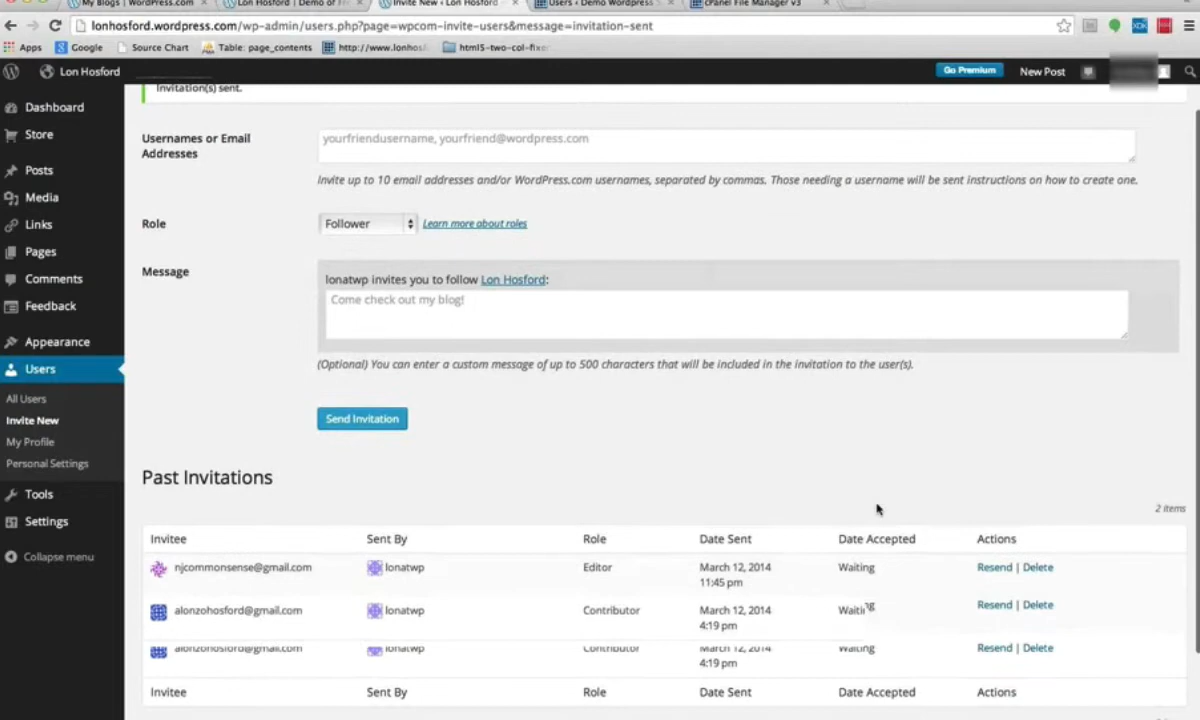 My Blogs | WordPress.com
Lon Hosford | Demo of Fr
Invite New ‹ Lon Hosford
Users ‹ Demo Wordpress
cPanel File Manager v3
lonhosford.wordpress.com/wp-admin/users.php?page=wpcom-invite-users&message=invitation-sent
Apps
Google
Source Chart
Table: page_contents
http://www.lonhos
html5-two-col-fixe
Lon Hosford
Go Premium
New Post
Dashboard
Store
Posts
Media
Links
Pages
Comments
Feedback
Appearance
Users
All Users
Invite New
My Profile
Personal Settings
Tools
Settings
Collapse menu
Invitation(s) sent.
Usernames or Email
Addresses
yourfriendusername, yourfriend@wordpress.com
Invite up to 10 email addresses and/or WordPress.com usernames, separated by commas. Those needing a username will be sent instructions on how to create one.
Role
Follower
Learn more about roles
Message
lonatwp invites you to follow Lon Hosford:
Come check out my blog!
(Optional) You can enter a custom message of up to 500 characters that will be included in the invitation to the user(s).
Send Invitation
Past Invitations
2 items
Invitee Sent By Role Date Sent Date Accepted Actions
njcommonsense@gmail.com lonatwp Editor March 12, 2014 Waiting Resend | Delete
11:45 pm
alonzohosford@gmail.com lonatwp Contributor March 12, 2014 Waiting Resend | Delete
4:19 pm
alonzohosford@gmail.com lonatwp Contributor March 12, 2014 Waiting Resend | Delete
4:19 pm
Invitee Sent By Role Date Sent Date Accepted Actions